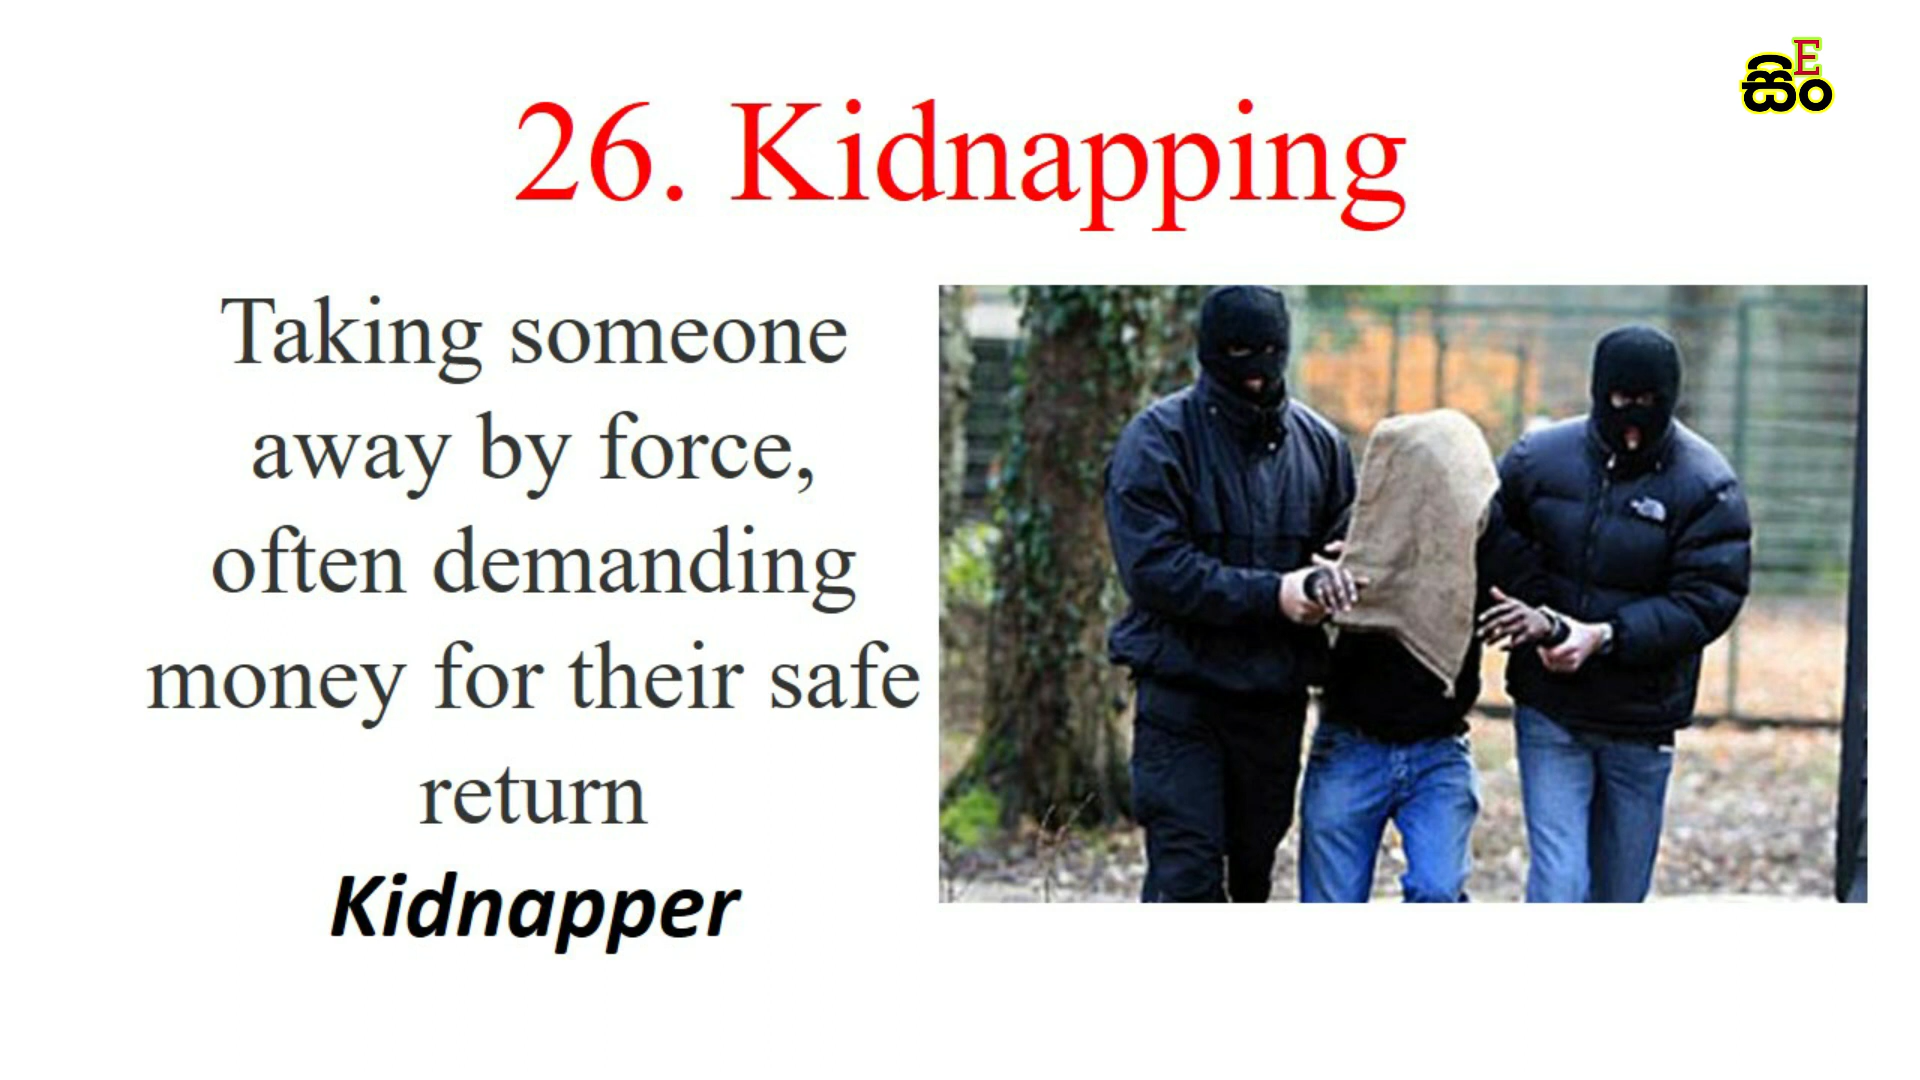 E
සිං
26. Kidnapping
Taking someone
away by force,
often demanding
money for their safe
return
Kidnapper